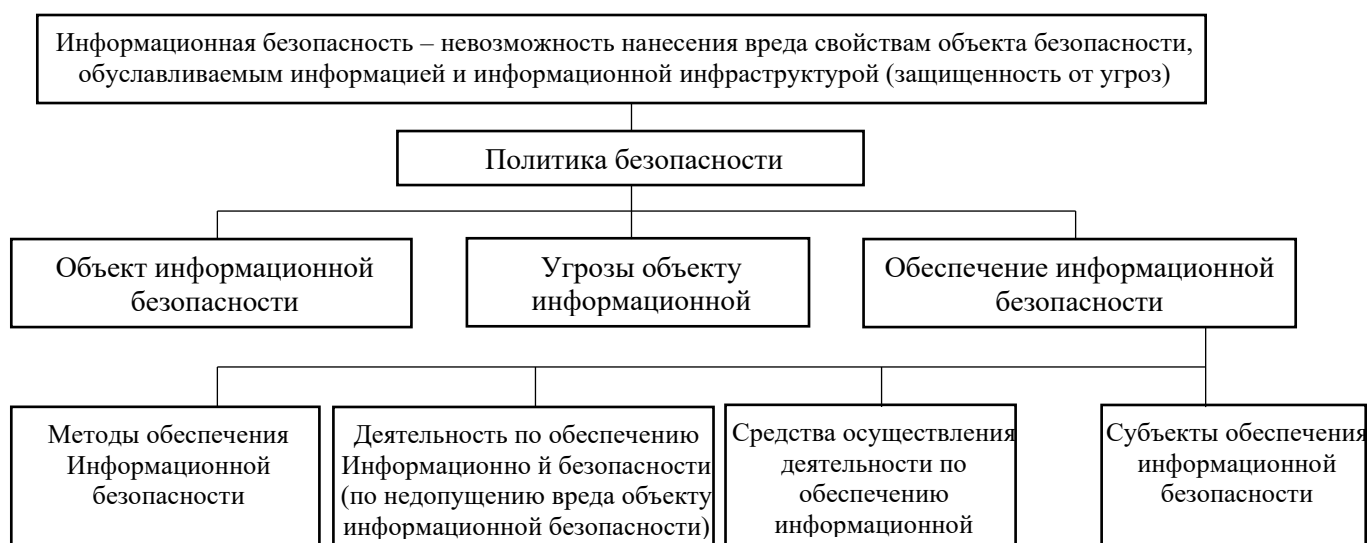 Информационная безопасность – невозможность нанесения вреда свойствам объекта безопасности,
обуславливаемым информацией и информационной инфраструктурой (защищенность от угроз)
Политика безопасности
Объект информационной
безопасности
Угрозы объекту
информационной
Обеспечение информационной
безопасности
Методы обеспечения
Информационной
безопасности
Деятельность по обеспечению
Информационно й безопасности
(по недопущению вреда объекту
информационной безопасности)
Средства осуществления
деятельности по
обеспечению
информационной
Субъекты обеспечения
информационной
безопасности